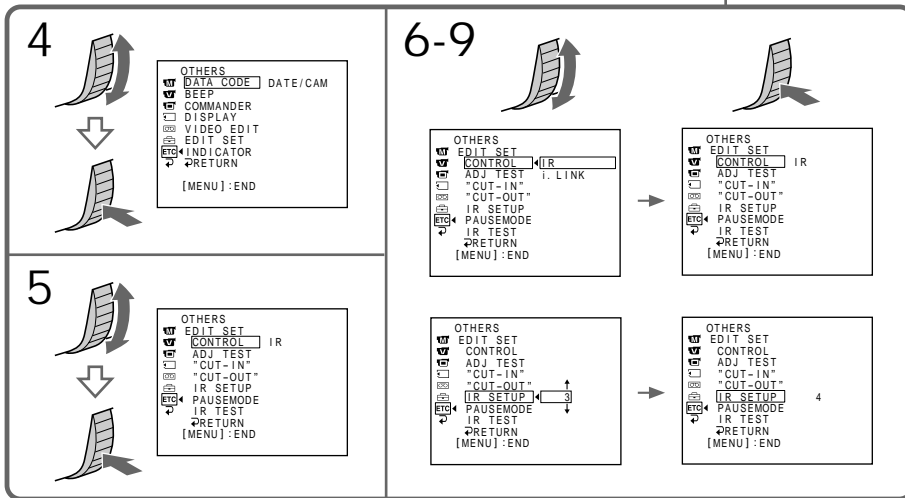 4
OTHERS
DATA CODE DATE/CAM
BEEP
COMMANDER
DISPLAY
VIDEO EDIT
EDIT SET
ETC INDICATOR
RETURN
[MENU] : END
5
OTHERS
EDIT SET
CONTROL IR
ADJ TEST
"CUT-IN"
"CUT-OUT"
IR SETUP
ETC PAUSEMODE
IR TEST
RETURN
[MENU] : END
6-9
OTHERS
EDIT SET
CONTROL IR
ADJ TEST i. LINK
"CUT-IN"
"CUT-OUT"
IR SETUP
ETC PAUSEMODE
IR TEST
RETURN
[MENU] : END
OTHERS
EDIT SET
CONTROL IR
ADJ TEST
"CUT-IN"
"CUT-OUT"
IR SETUP
ETC PAUSEMODE
IR TEST
RETURN
[MENU] : END
OTHERS
EDIT SET
CONTROL
ADJ TEST
"CUT-IN"
"CUT-OUT"
IR SETUP 3
ETC PAUSEMODE
IR TEST
RETURN
[MENU] : END
OTHERS
EDIT SET
CONTROL
ADJ TEST
"CUT-IN"
"CUT-OUT"
IR SETUP 4
ETC PAUSEMODE
IR TEST
RETURN
[MENU] : END